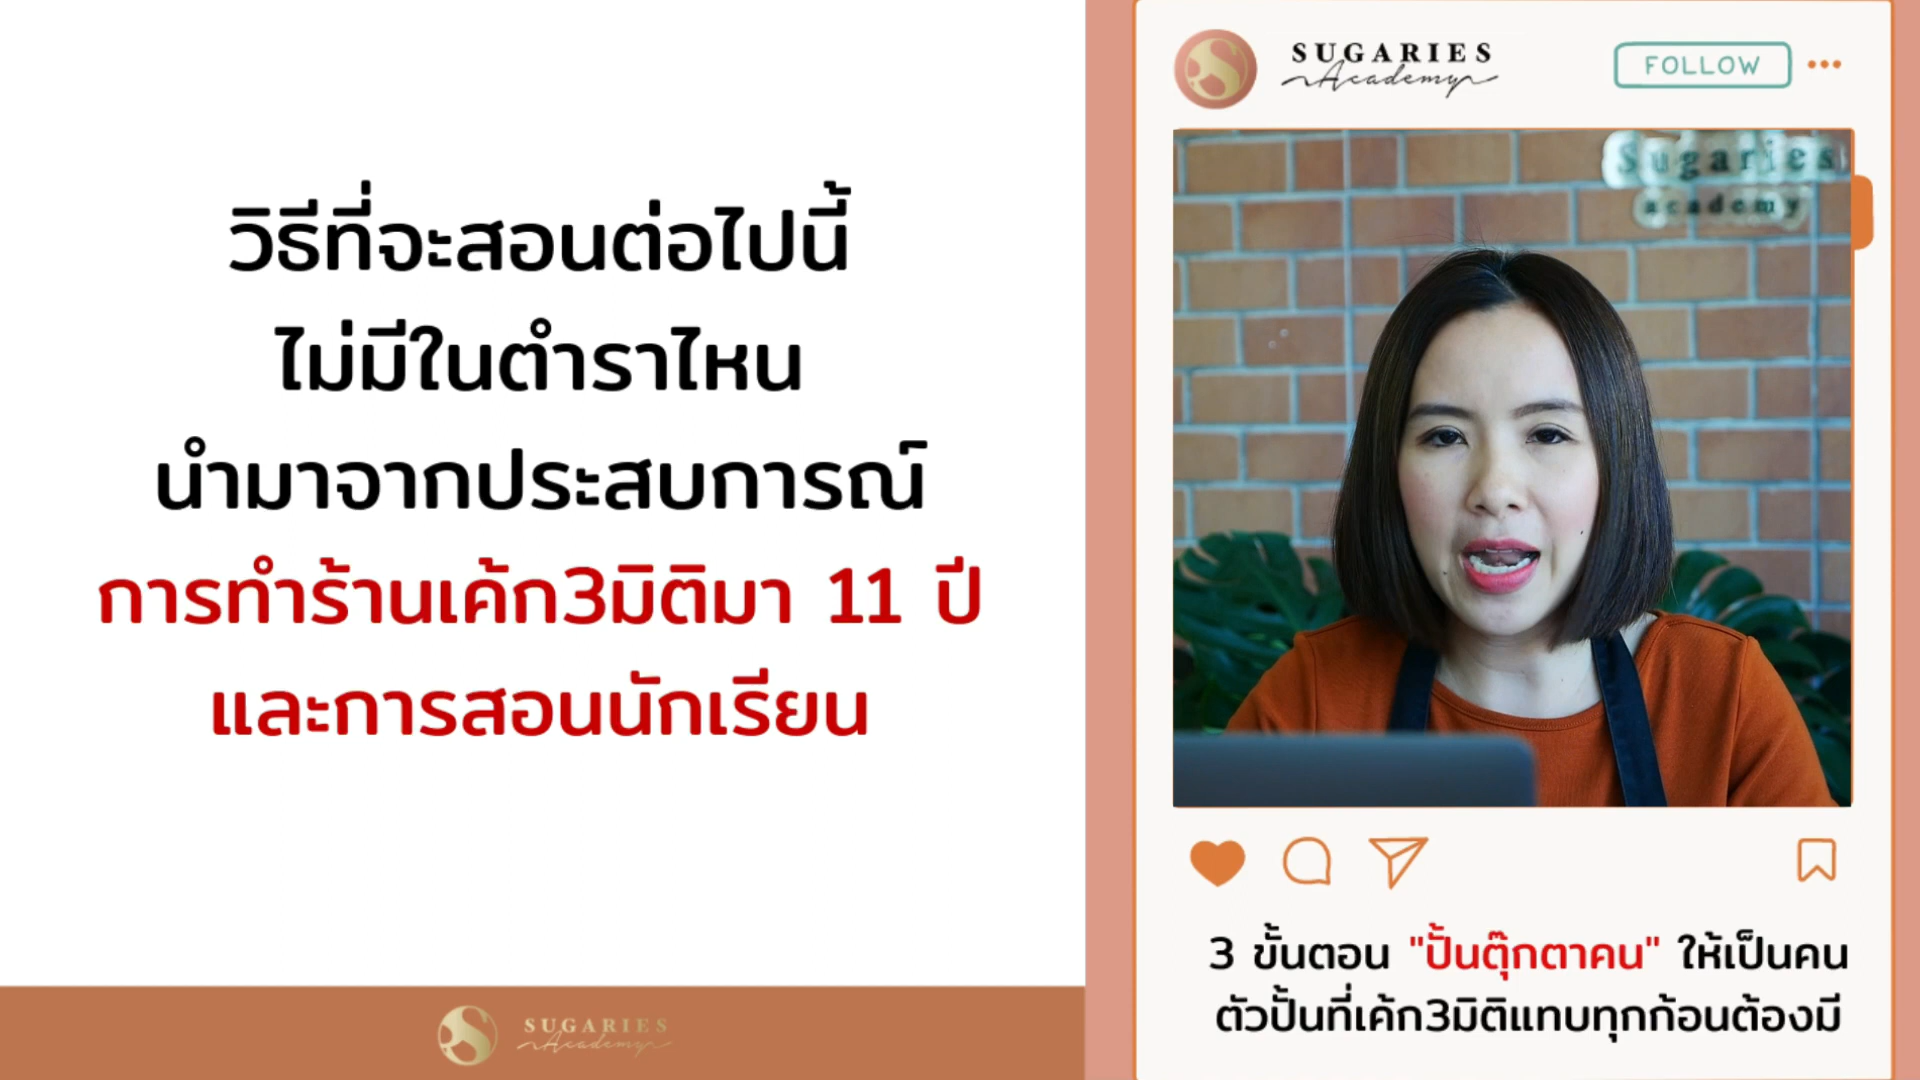 วิธีที่จะสอนต่อไปนี้
ไม่มีในตำราไหน
นำมาจากประสบการณ์
การทำร้านเค้ก3มิติมา 11 ปี
และการสอนนักเรียน
SUGARIES
Academy
SUGARIES
Academy
FOLLOW
Sugaries
academy
3 ขั้นตอน "ปั้นตุ๊กตาคน" ให้เป็นคน
ตัวปั้นที่เค้ก3มิติแทบทุกก้อนต้องมี